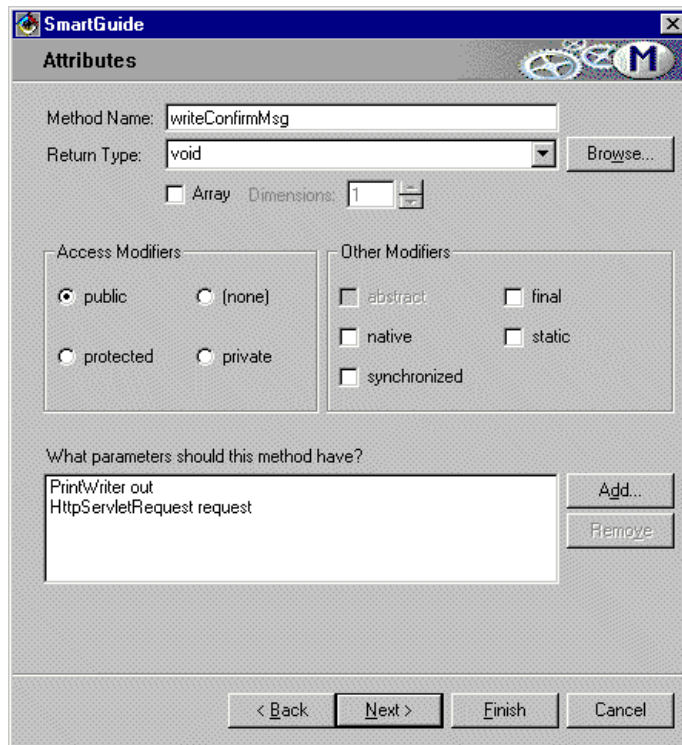 SmartGuide
Attributes
M
Method Name: writeConfirmMsg
Return Type: void Browse...
Array Dimensions: 1
Access Modifiers Other Modifiers
public (none) abstract final
native static
protected private
synchronized
What parameters should this method have?
PrintWriter out
HttpServletRequest request
Add...
Remove
< Back Next > Finish Cancel